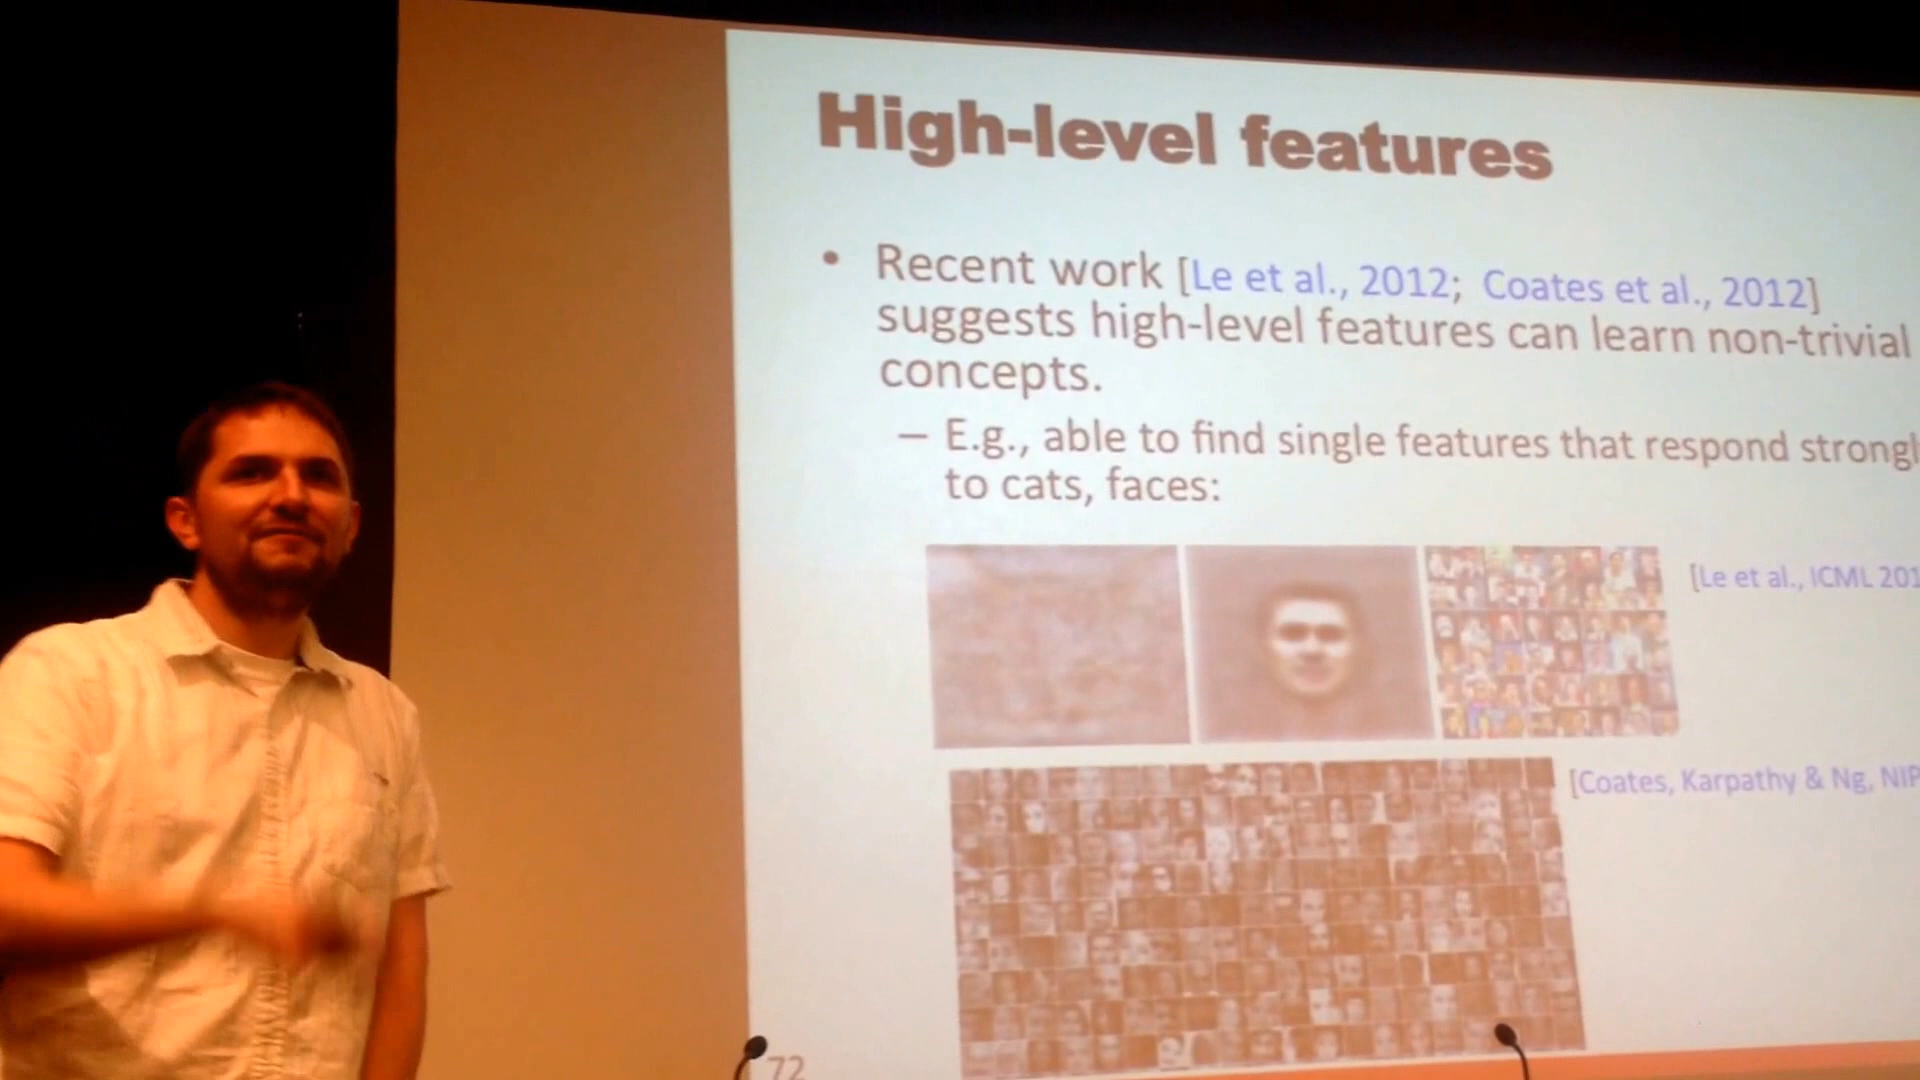 High-level features
• Recent work [Le et al., 2012; Coates et al., 2012]
suggests high-level features can learn non-trivial
concepts.
– E.g., able to find single features that respond strongl
to cats, faces:
[Le et al., ICML 201
[Coates, Karpathy & Ng, NIP
72